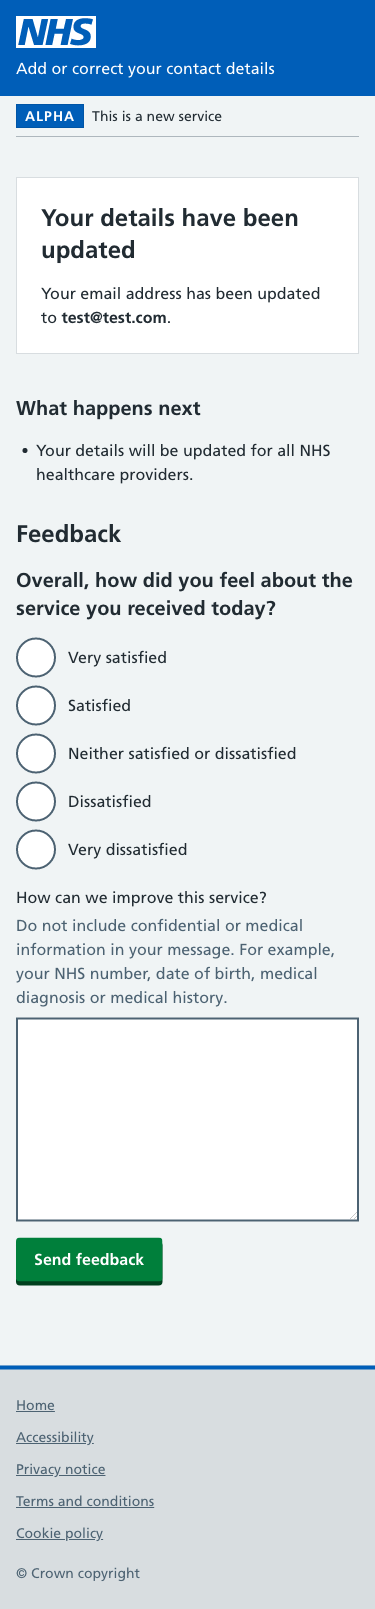 NHS
Add or correct your contact details
ALPHA This is a new service
Your details have been
updated
Your email address has been updated
to test@test.com.
What happens next
• Your details will be updated for all NHS
healthcare providers.
Feedback
Overall, how did you feel about the
service you received today?
Very satisfied
Satisfied
Neither satisfied or dissatisfied
Dissatisfied
Very dissatisfied
How can we improve this service?
Do not include confidential or medical
information in your message. For example,
your NHS number, date of birth, medical
diagnosis or medical history.
Send feedback
Home
Accessibility
Privacy notice
Terms and conditions
Cookie policy
© Crown copyright